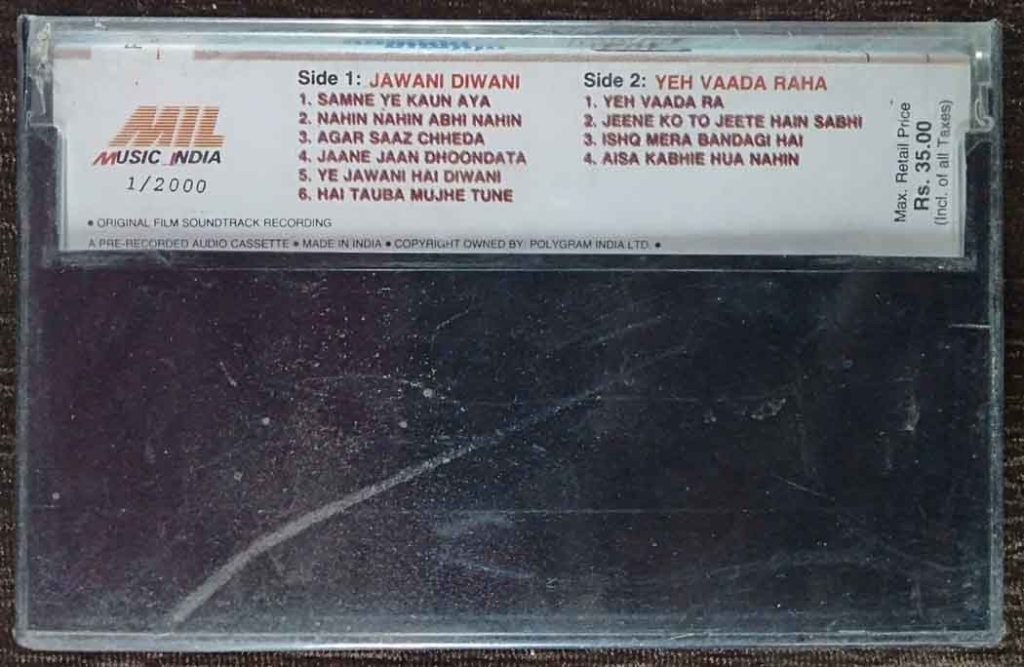 MIL
MUSIC INDIA
1/2000
Side 1: JAWANI DIWANI
1. SAMNE YE KAUN AYA
2. NAHIN NAHIN ABHI NAHIN
3. AGAR SAAZ CHHEDA
4. JAANE JAAN DHOONDATA
5. YE JAWANI HAI DIWANI
6. HAI TAUBA MUJHE TUNE
Side 2: YEH VAADA RAHA
1. YEH VAADA RA
2. JEENE KO TO JEETE HAIN SABHI
3. ISHQ MERA BANDAGI HAI
4. AISA KABHIE HUA NAHIN
Max. Retail Price
Rs. 35.00
(Incl. of all Taxes)
• ORIGINAL FILM SOUNDTRACK RECORDING
A PRE-RECORDED AUDIO CASSETTE • MADE IN INDIA • COPYRIGHT OWNED BY: POLYGRAM INDIA LTD. •